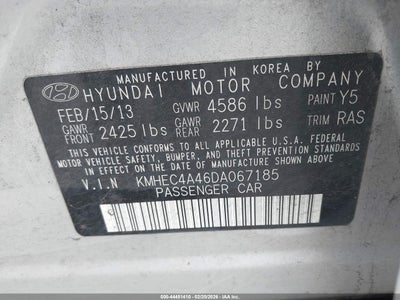 MANUFACTURED IN KOREA BY
HYUNDAI MOTOR COMPANY
FEB/15/13 GVWR 4586 lbs PAINT Y5
GAWR FRONT 2425 lbs GAWR REAR 2271 lbs TRIM RAS
THIS VEHICLE CONFORMS TO ALL APPLICABLE U.S.A. FEDERAL
MOTOR VEHICLE SAFETY, BUMPER, AND THEFT PREVENTION
STANDARDS IN EFFECT ON THE DATE OF MANUFACTURE SHOWN ABOVE.
V.I.N KMHEC4A46DA067185
PASSENGER CAR